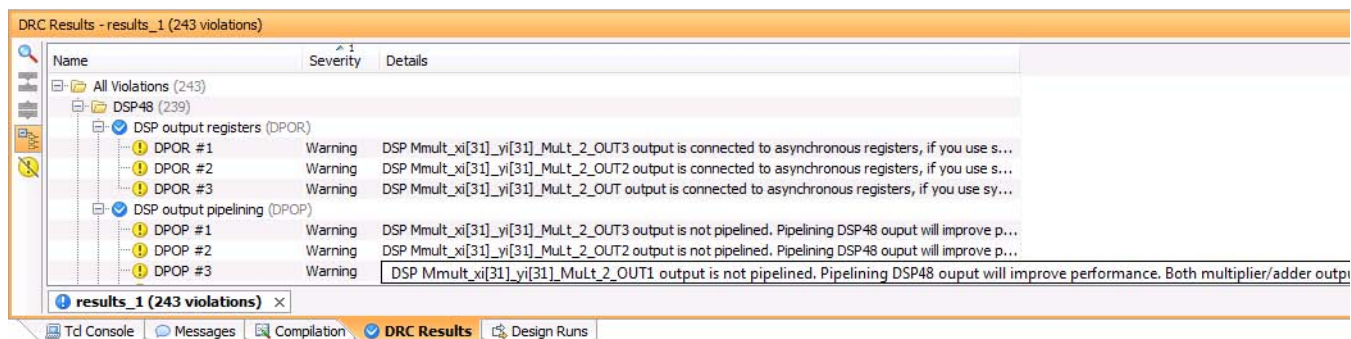 DRC Results - results_1 (243 violations)
Name 1 Severity Details
All Violations (243)
DSP48 (239)
DSP output registers (DPOR)
DPOR #1 Warning DSP Mmult_xi[31]_yi[31]_MuLt_2_OUT3 output is connected to asynchronous registers, if you use s...
DPOR #2 Warning DSP Mmult_xi[31]_yi[31]_MuLt_2_OUT2 output is connected to asynchronous registers, if you use s...
DPOR #3 Warning DSP Mmult_xi[31]_yi[31]_MuLt_2_OUT output is connected to asynchronous registers, if you use sy...
DSP output pipelining (DPOP)
DPOP #1 Warning DSP Mmult_xi[31]_yi[31]_MuLt_2_OUT3 output is not pipelined. Pipelining DSP48 ouput will improve p...
DPOP #2 Warning DSP Mmult_xi[31]_yi[31]_MuLt_2_OUT2 output is not pipelined. Pipelining DSP48 ouput will improve p...
DPOP #3 Warning DSP Mmult_xi[31]_yi[31]_MuLt_2_OUT1 output is not pipelined. Pipelining DSP48 ouput will improve performance. Both multiplier/adder outpu
results_1 (243 violations)
Tcl Console Messages Compilation DRC Results Design Runs